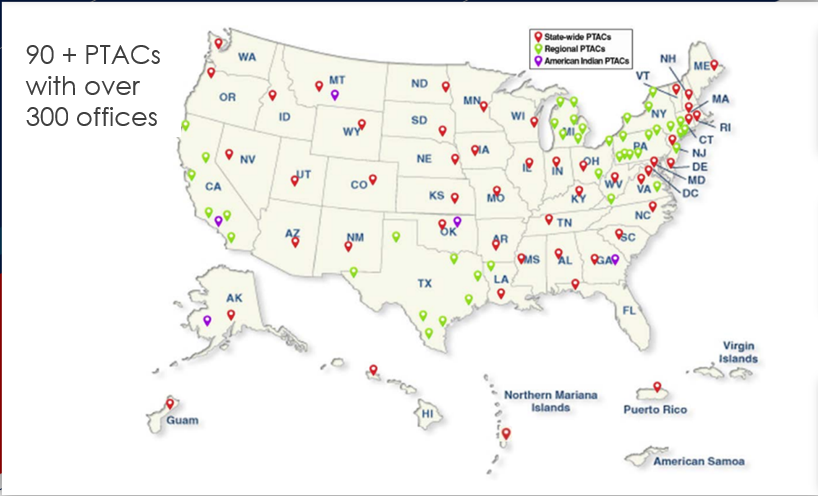 90 + PTACs
with over
300 offices
State-wide PTACs
Regional PTACs
American Indian PTACs
WA
MT
ND
MN
WI
MI
VT
NH
ME
NY
MA
RI
CT
NJ
DE
MD
DC
OR
ID
WY
SD
IA
NE
IL
IN
OH
PA
WV
VA
NV
UT
CO
CA
KS
MO
KY
NC
TN
SC
AZ
NM
OK
AR
MS
AL
GA
TX
LA
FL
AK
HI
Guam
Northern Mariana
Islands
Virgin
Islands
Puerto Rico
American Samoa